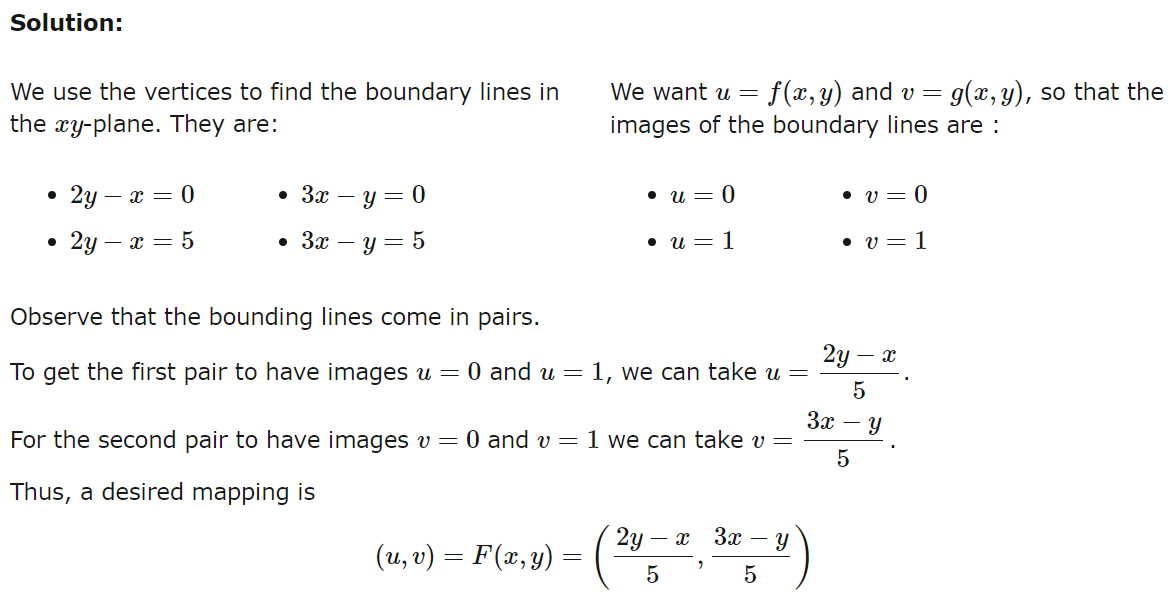 Solution:
We use the vertices to find the boundary lines in
the xy-plane. They are:
• 2y − x = 0 • 3x − y = 0
• 2y − x = 5 • 3x − y = 5
We want u = f(x, y) and v = g(x, y), so that the
images of the boundary lines are :
• u = 0 • v = 0
• u = 1 • v = 1
Observe that the bounding lines come in pairs.
To get the first pair to have images u = 0 and u = 1, we can take u = \frac{2y − x}{5}.
For the second pair to have images v = 0 and v = 1 we can take v = \frac{3x − y}{5}.
Thus, a desired mapping is
(u, v) = F(x, y) = \left(\frac{2y − x}{5}, \frac{3x − y}{5}\right)